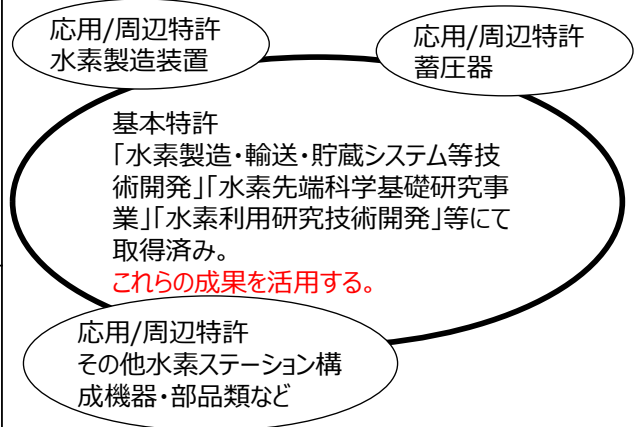 応用/周辺特許
水素製造装置
応用/周辺特許
蓄圧器
基本特許
「水素製造・輸送・貯蔵システム等技
術開発」「水素先端科学基礎研究事
業」「水素利用研究技術開発」等にて
取得済み。
これらの成果を活用する。
応用/周辺特許
その他水素ステーション構
成機器・部品類など